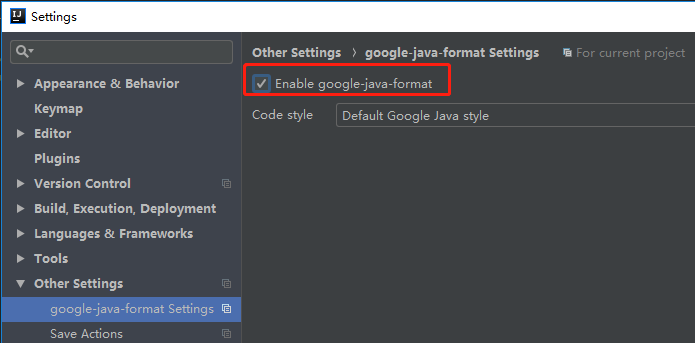 IJ Settings
Other Settings › google-java-format Settings For current project
Appearance & Behavior
Enable google-java-format
Keymap
Code style Default Google Java style
Editor
Plugins
Version Control
Build, Execution, Deployment
Languages & Frameworks
Tools
Other Settings
google-java-format Settings
Save Actions